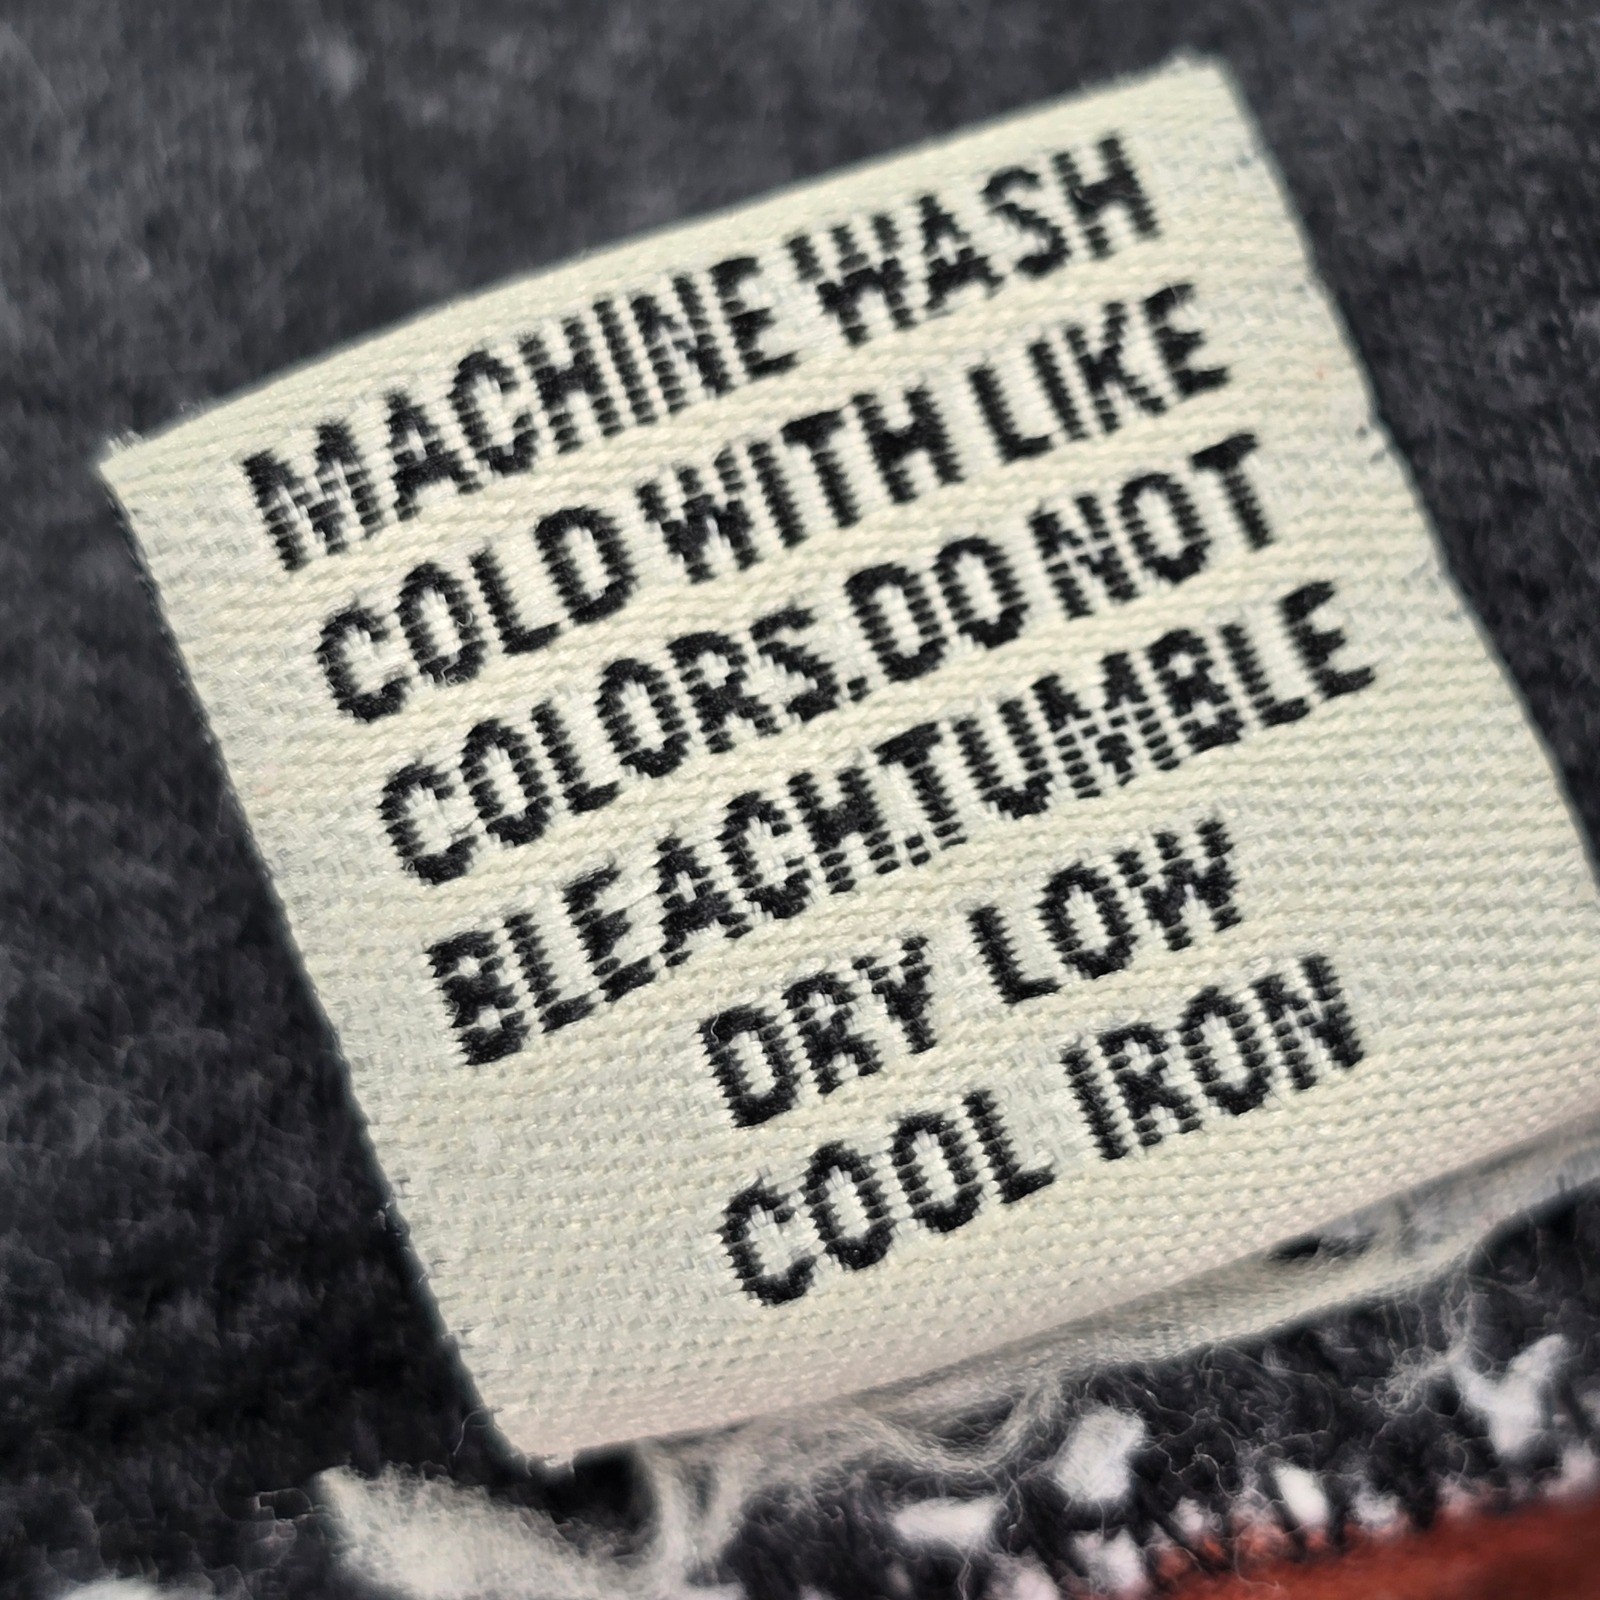 MACHINE WASH
COLD WITH LIKE
COLORS.DO NOT
BLEACH.TUMBLE
DRY LOW
COOL IRON